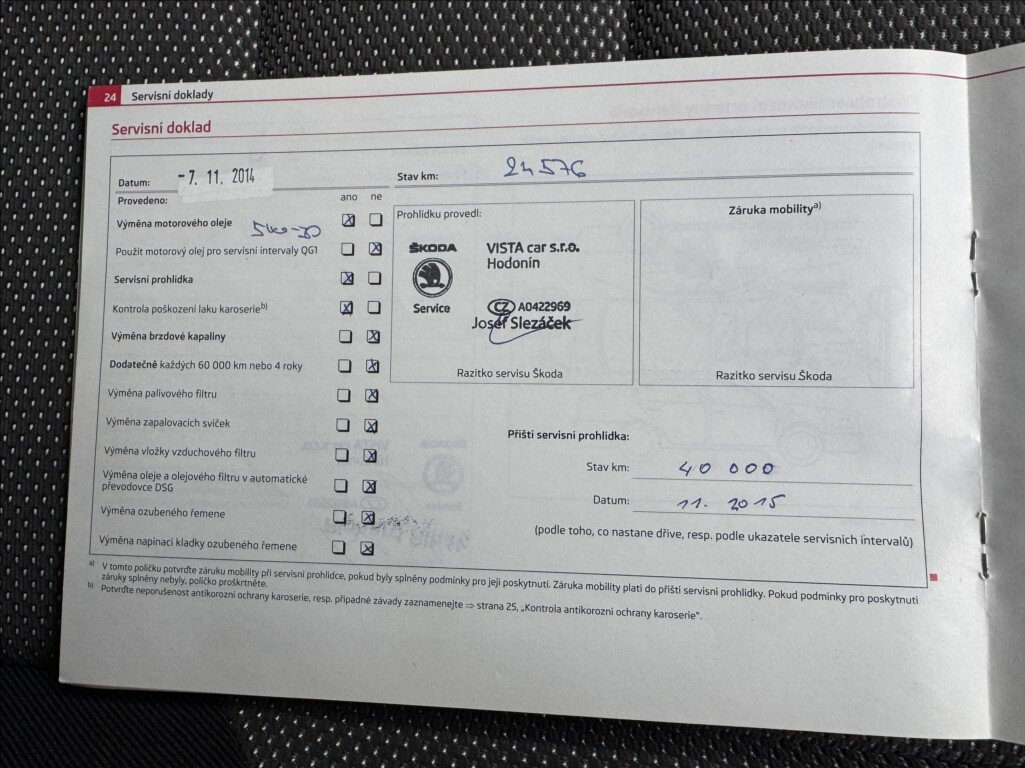 24 Servisní doklady
Servisní doklad
Datum: -7. 11. 2014
Stav km: 24576
Provedeno: ano ne
Výměna motorového oleje
Použit motorový olej pro servisní intervaly QG1
Servisní prohlídka
Kontrola poškození laku karoserie b)
Výměna brzdové kapaliny
Dodatečně každých 60 000 km nebo 4 roky
Výměna palivového filtru
Výměna zapalovacích svíček
Výměna vložky vzduchového filtru
Výměna oleje a olejového filtru v automatické
převodovce DSG
Výměna ozubeného řemene
Výměna napínací kladky ozubeného řemene
Prohlídku provedl:
ŠKODA
Service
VISTA car s.r.o.
Hodonín
CZ A0422969
Josef Slezáček
Razítko servisu Škoda
Záruka mobility a)
Razítko servisu Škoda
Příští servisní prohlídka:
Stav km: 40 000
Datum: 11. 2015
(podle toho, co nastane dříve, resp. podle ukazatele servisních intervalů)
a) V tomto políčku potvrďte záruku mobility při servisní prohlídce, pokud byly splněny podmínky pro její poskytnutí. Záruka mobility platí do příští servisní prohlídky. Pokud podmínky pro poskytnutí
záruky splněny nebyly, políčko proškrtněte.
b) Potvrďte neporušenost antikorozní ochrany karoserie, resp. případné závady zaznamenejte ⇒ strana 25, „Kontrola antikorozní ochrany karoserie".